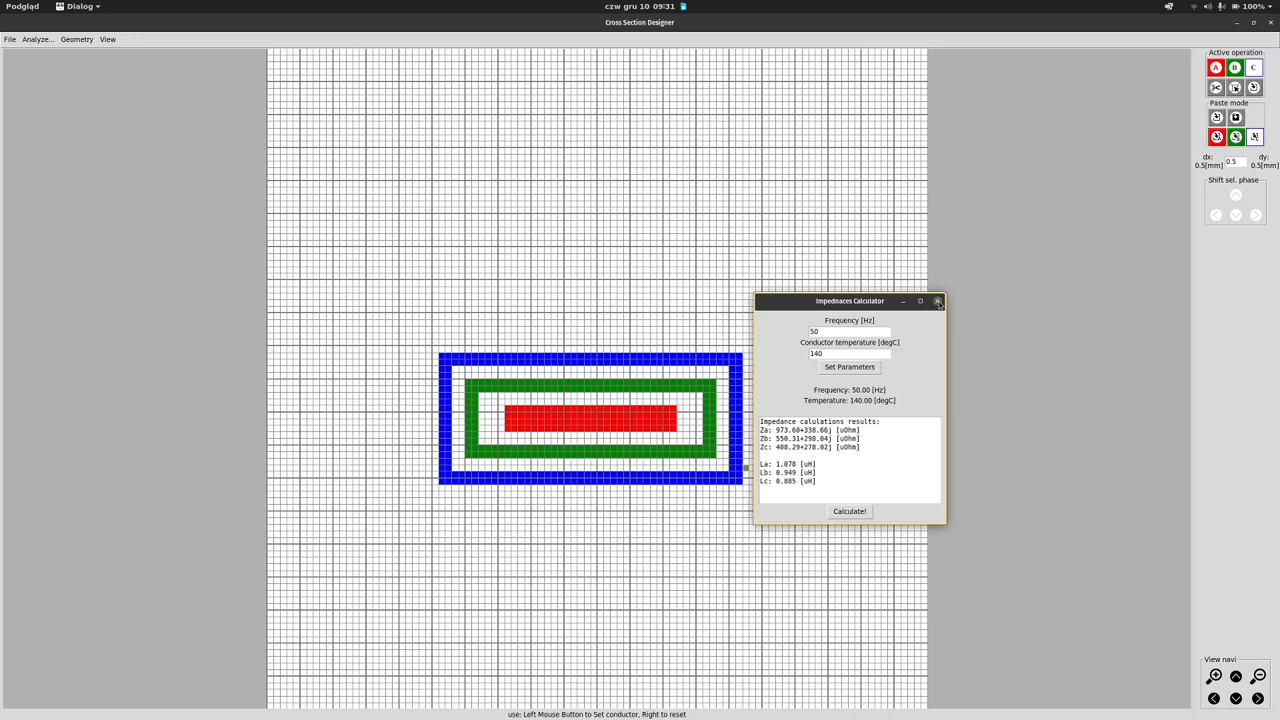 Podgląd
Dialog
czw gru 10 09:31
100%
Cross Section Designer
File Analyze... Geometry View
Active operation
A B C
Paste mode
dx:
0.5[mm]
0.5
dy:
0.5[mm]
Shift sel. phase
Impednaces Calculator
Frequency [Hz]
50
Conductor temperature [degC]
140
Set Parameters
Frequency: 50.00 [Hz]
Temperature: 140.00 [degC]
Impedance calulations results:
Za: 973.60+338.66j [uOhm]
Zb: 550.31+298.04j [uOhm]
Zc: 408.29+278.02j [uOhm]
La: 1.078 [uH]
Lb: 0.949 [uH]
Lc: 0.885 [uH]
Calculate!
View navi
use: Left Mouse Button to Set conductor, Right to reset